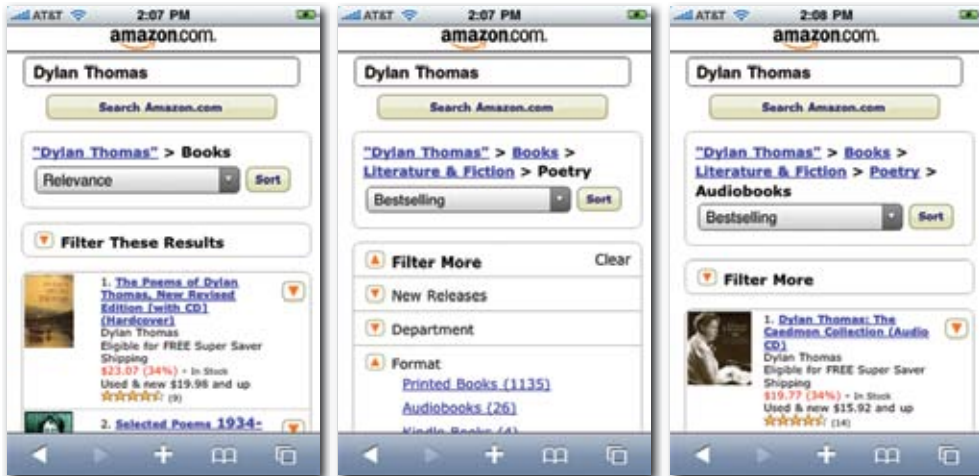 AT&T 2:07 PM
amazon.com.
Dylan Thomas
Search Amazon.com
"Dylan Thomas" > Books
Relevance Sort
Filter These Results
1. The Poems of Dylan
Thomas, New Revised
Edition [with CD]
(Hardcover)
Dylan Thomas
Eligible for FREE Super Saver
Shipping
$23.07 (34%) - In Stock
Used & new $19.98 and up
(9)
2. Selected Poems 1934-
AT&T 2:07 PM
amazon.com.
Dylan Thomas
Search Amazon.com
"Dylan Thomas" > Books >
Literature & Fiction > Poetry
Bestselling Sort
Filter More Clear
New Releases
Department
Format
Printed Books (1135)
Audiobooks (26)
Kindle Books (4)
AT&T 2:08 PM
amazon.com.
Dylan Thomas
Search Amazon.com
"Dylan Thomas" > Books >
Literature & Fiction > Poetry >
Audiobooks
Bestselling Sort
Filter More
1. Dylan Thomas: The
Caedmon Collection (Audio
CD)
Dylan Thomas
Eligible for FREE Super Saver
Shipping
$19.77 (34%) - In Stock
Used & new $15.92 and up
(14)